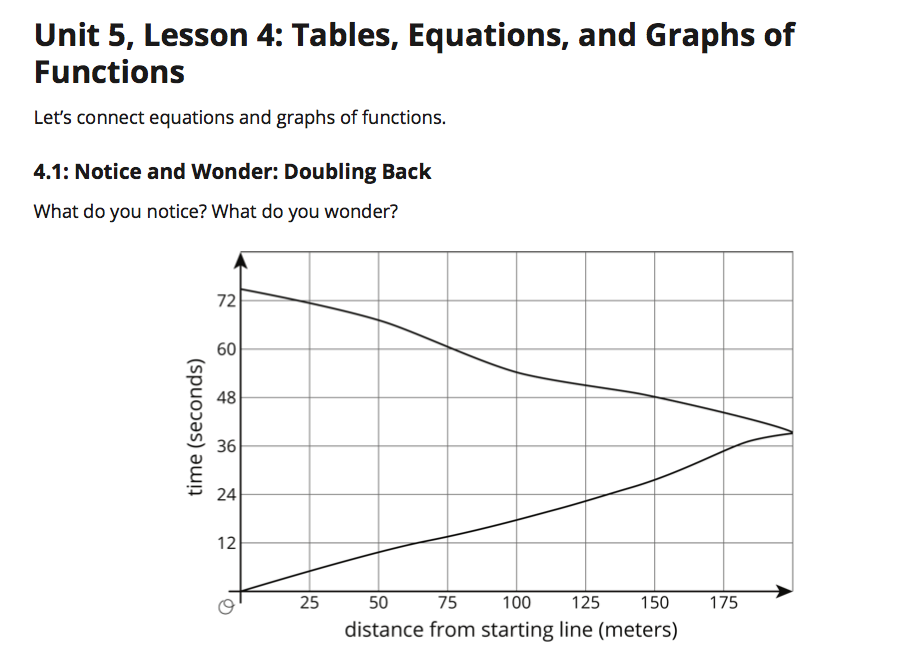 Unit 5, Lesson 4: Tables, Equations, and Graphs of
Functions
Let’s connect equations and graphs of functions.
4.1: Notice and Wonder: Doubling Back
What do you notice? What do you wonder?
72
60
48
36
24
12
time (seconds)
O
25 50 75 100 125 150 175
distance from starting line (meters)